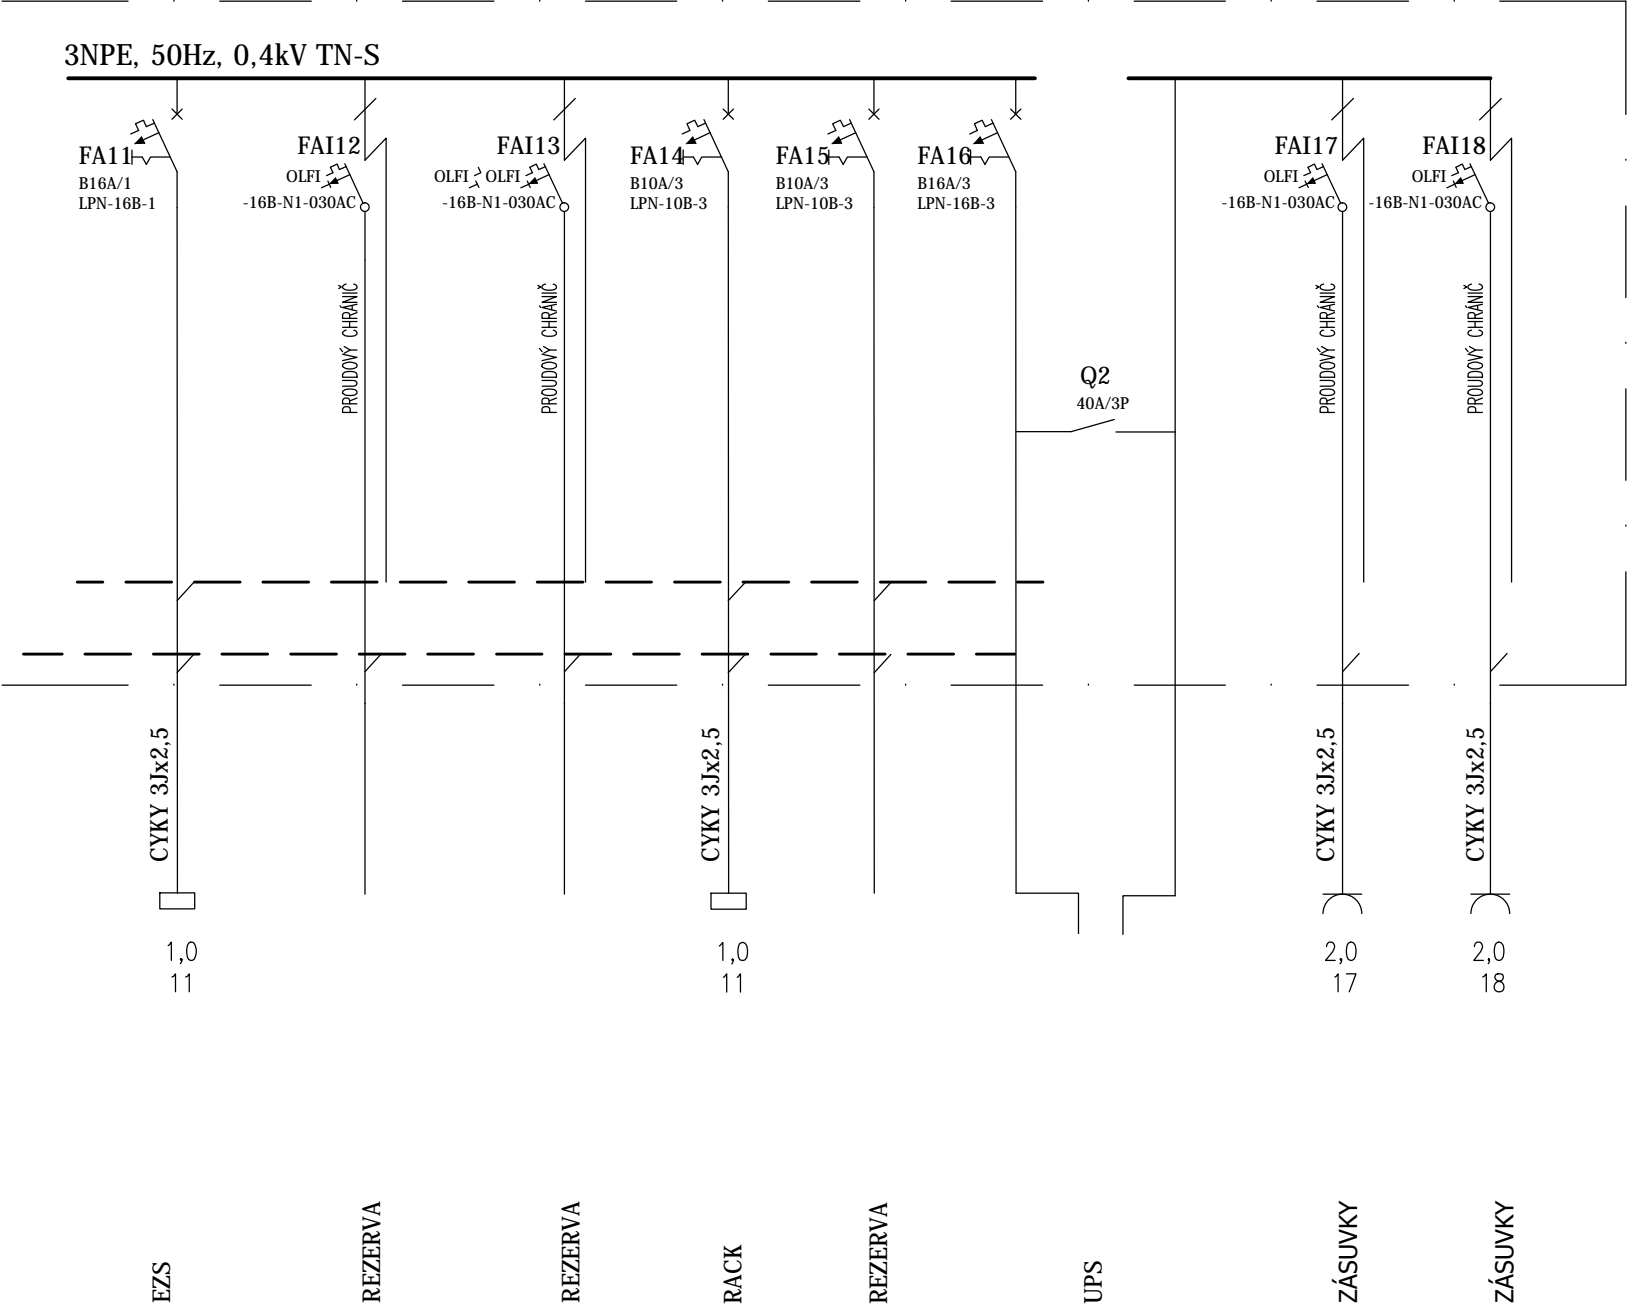 3NPE, 50Hz, 0,4kV TN-S
FA11
B16A/1
LPN-16B-1
FAI12
OLFI
-16B-N1-030AC
PROUDOVÝ CHRÁNIČ
FAI13
OLFI OLFI
-16B-N1-030AC
PROUDOVÝ CHRÁNIČ
FA14
B10A/3
LPN-10B-3
FA15
B10A/3
LPN-10B-3
FA16
B16A/3
LPN-16B-3
Q2
40A/3P
FAI17
OLFI
-16B-N1-030AC
PROUDOVÝ CHRÁNIČ
FAI18
OLFI
-16B-N1-030AC
PROUDOVÝ CHRÁNIČ
CYKY 3Jx2,5
CYKY 3Jx2,5
CYKY 3Jx2,5
CYKY 3Jx2,5
1,0
11
1,0
11
2,0
17
2,0
18
EZS
REZERVA
REZERVA
RACK
REZERVA
UPS
ZÁSUVKY
ZÁSUVKY